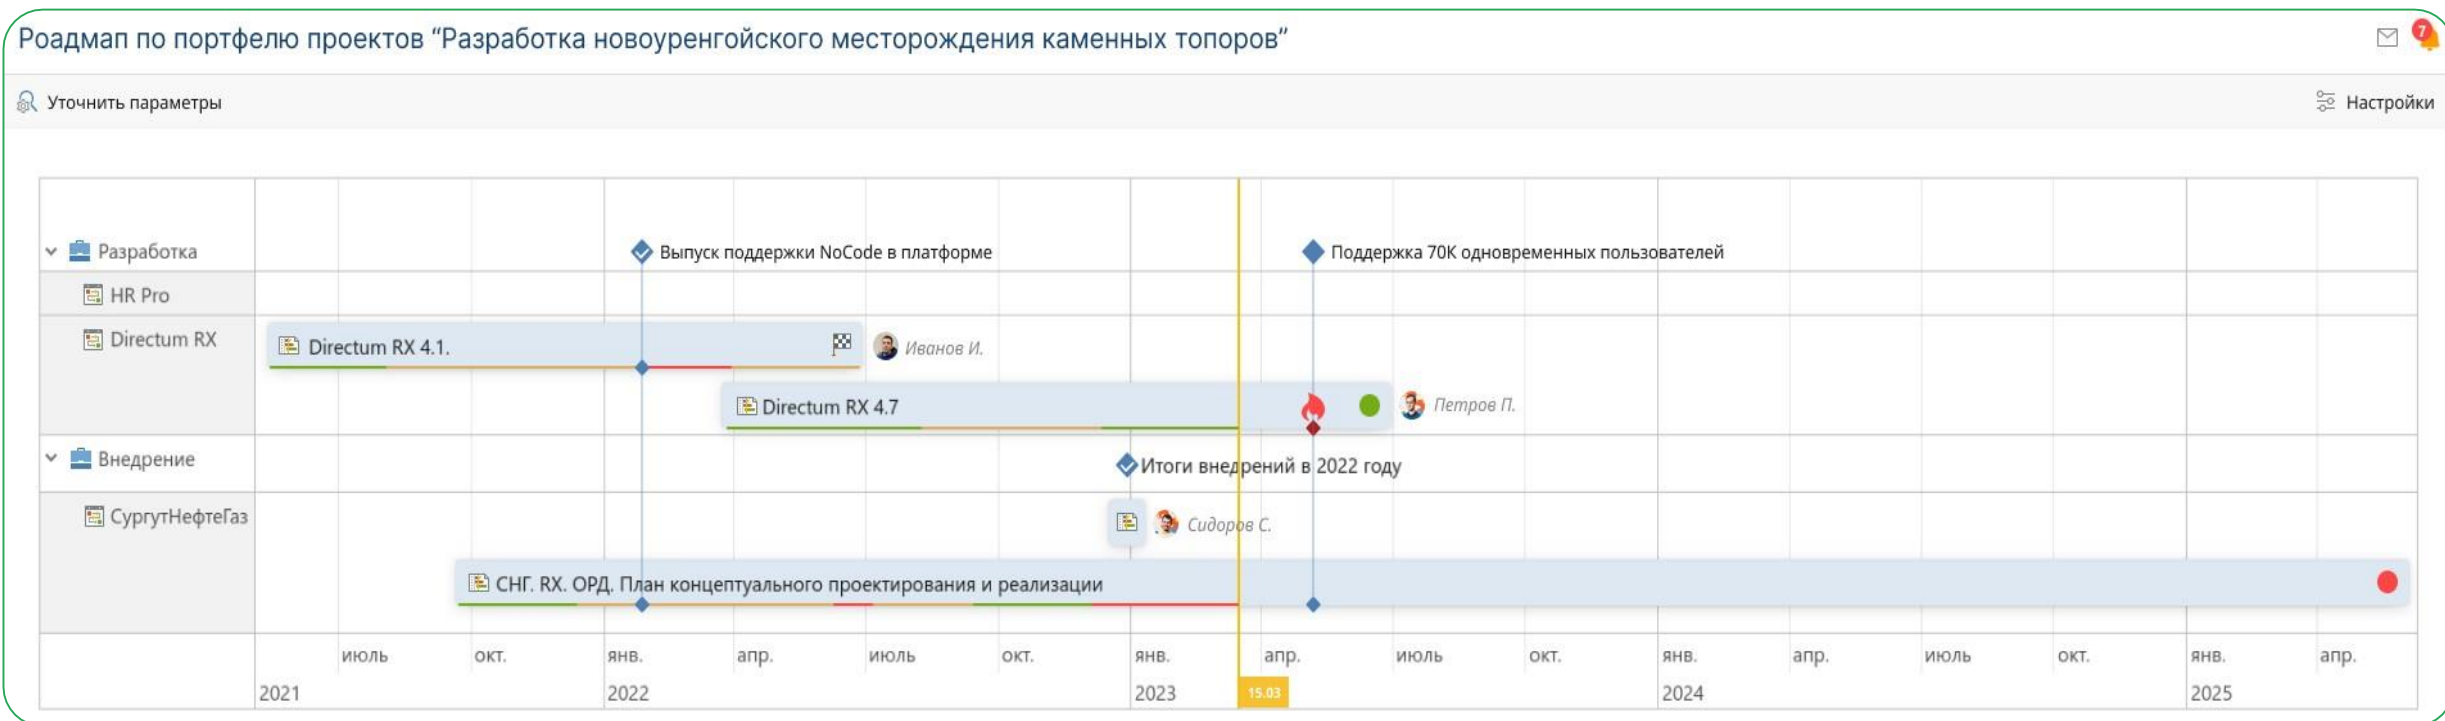 Роадмап по портфелю проектов “Разработка новоуренгойского месторождения каменных топоров”
7
Уточнить параметры
Настройки
Разработка
Выпуск поддержки NoCode в платформе
Поддержка 70К одновременных пользователей
HR Pro
Directum RX
Directum RX 4.1.
Иванов И.
Directum RX 4.7
Петров П.
Внедрение
Итоги внедрений в 2022 году
СургутНефтеГаз
Сидоров С.
СНГ. RX. ОРД. План концептуального проектирования и реализации
июль окт. янв. апр. июль окт. янв. апр. июль окт. янв. апр. июль окт. янв. апр.
2021 2022 2023 15.03 2024 2025